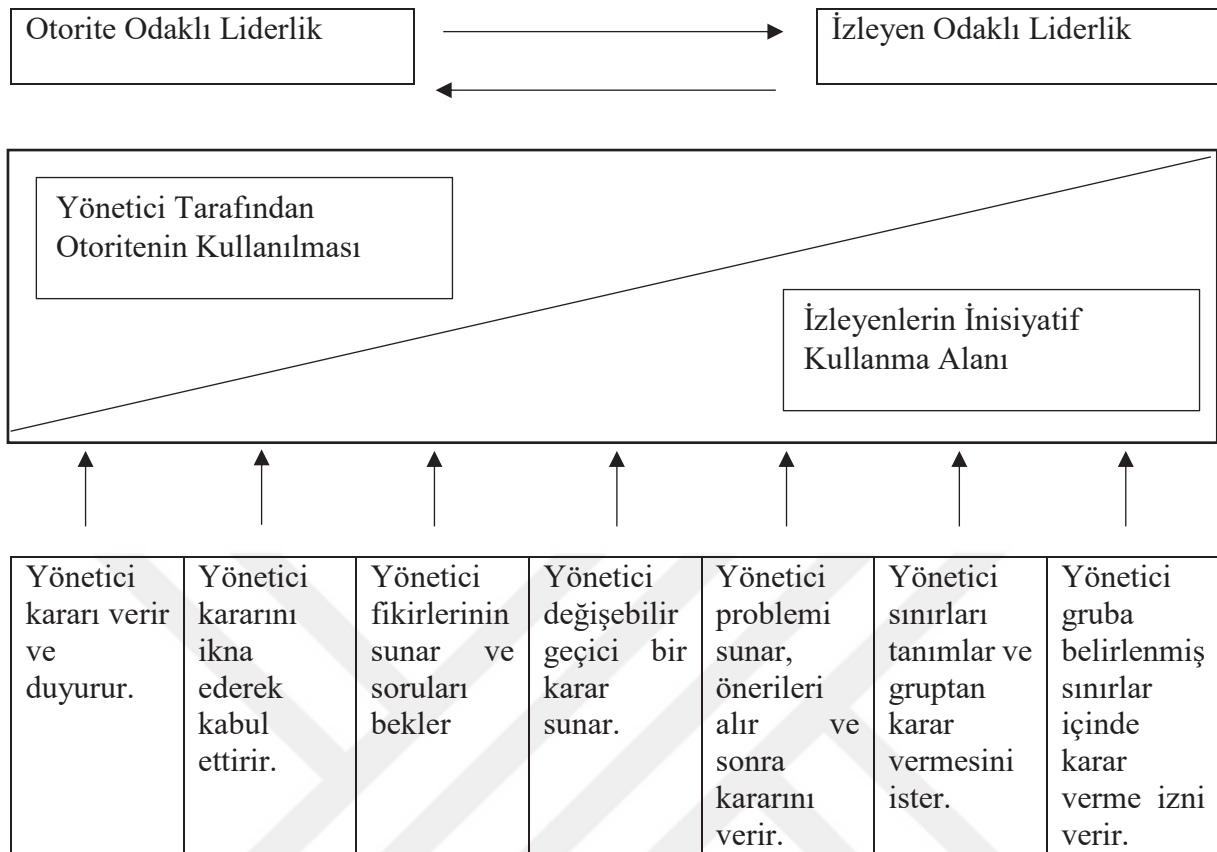 Otorite Odaklı Liderlik
İzleyen Odaklı Liderlik
Yönetici Tarafından
Otoritenin Kullanılması
İzleyenlerin İnisiyatif
Kullanma Alanı
Yönetici
kararı verir
ve
duyurur.
Yönetici
kararını
ikna
ederek
kabul
ettirir.
Yönetici
fikirlerinin
sunar ve
soruları
bekler
Yönetici
değişebilir
geçici bir
karar
sunar.
Yönetici
problemi
sunar,
önerileri
alır ve
sonra
kararını
verir.
Yönetici
sınırları
tanımlar ve
gruptan
karar
vermesini
ister.
Yönetici
gruba
belirlenmiş
sınırlar
içinde
karar
verme izni
verir.